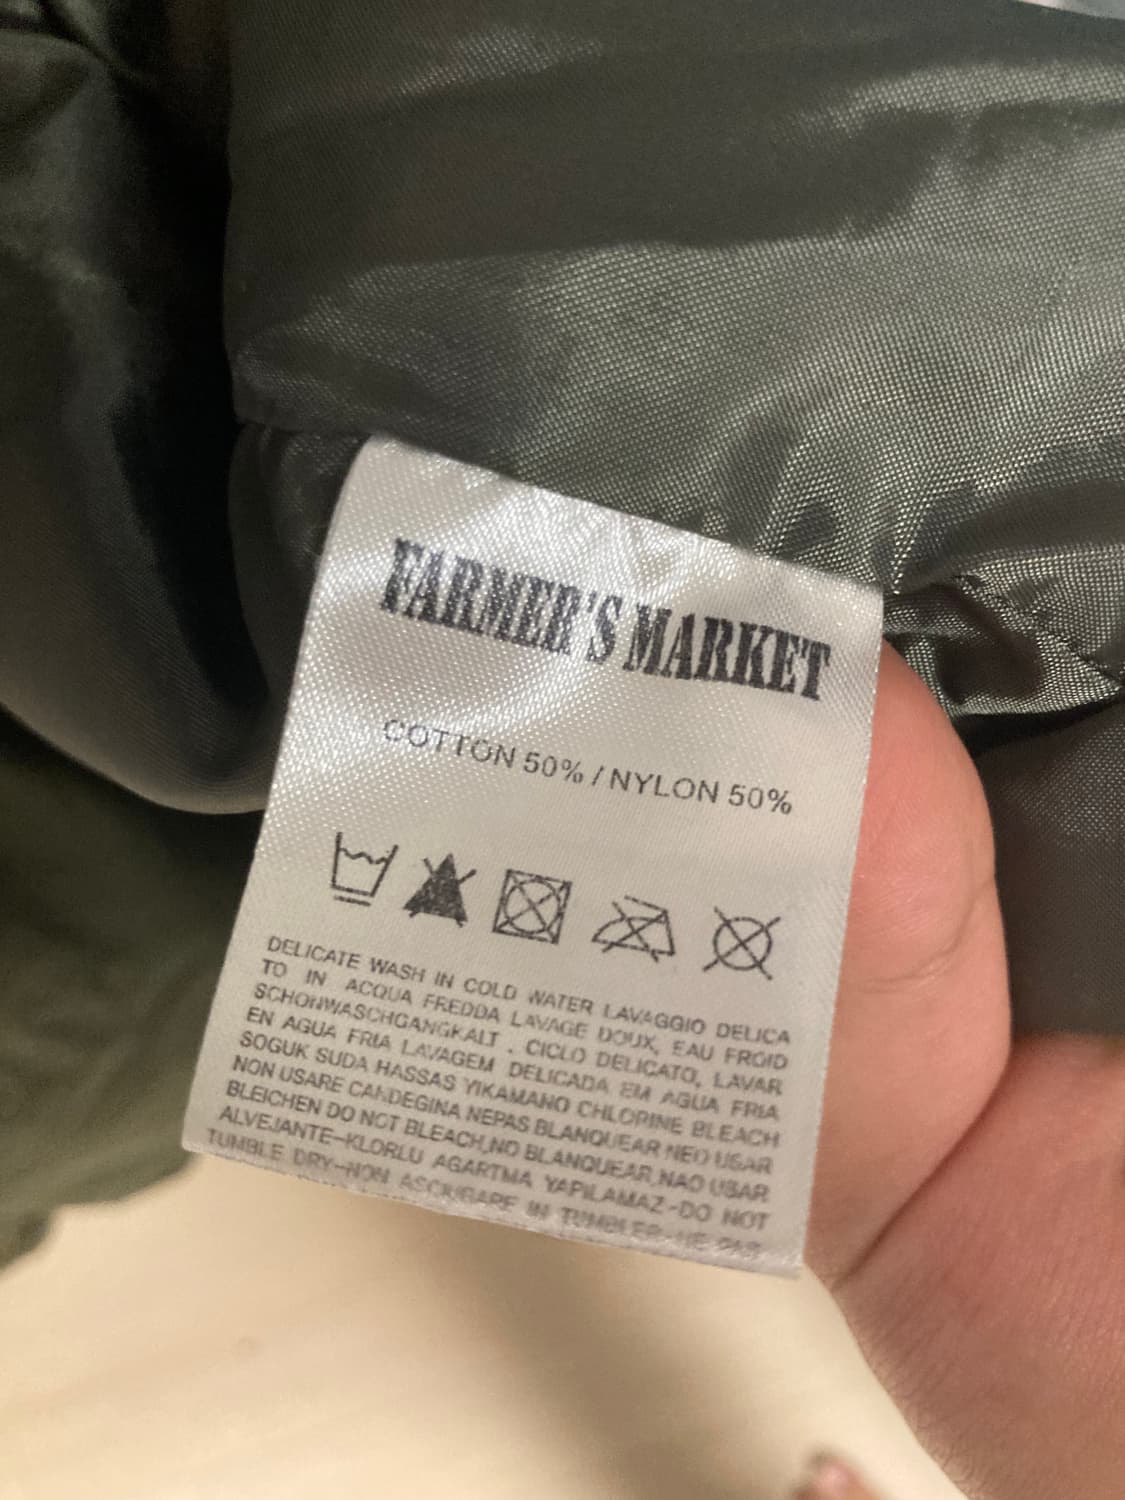 FARMER'S MARKET
COTTON 50% / NYLON 50%
DELICATE WASH IN COLD WATER LAVAGGIO DELICA
TO IN ACQUA FREDDA LAVAGE DOUX, EAU FROID
SCHONWASCHGANGKALT . CICLO DELICATO, LAVAR
EN AGUA FRIA LAVAGEM DELICADA EM AGUA FRIA
SOGUK SUDA HASSAS YIKAMANO CHLORINE BLEACH
NON USARE CANDEGINA NEPAS BLANQUEAR NEO USAR
BLEICHEN DO NOT BLEACH,NO BLANQUEAR,NAO USAR
ALVEJANTE-KLORLU AGARTMA YAPILAMAZ-DO NOT
TUMBLE DRY-NON ASCIUGARE IN TUMBLER-NE PAS